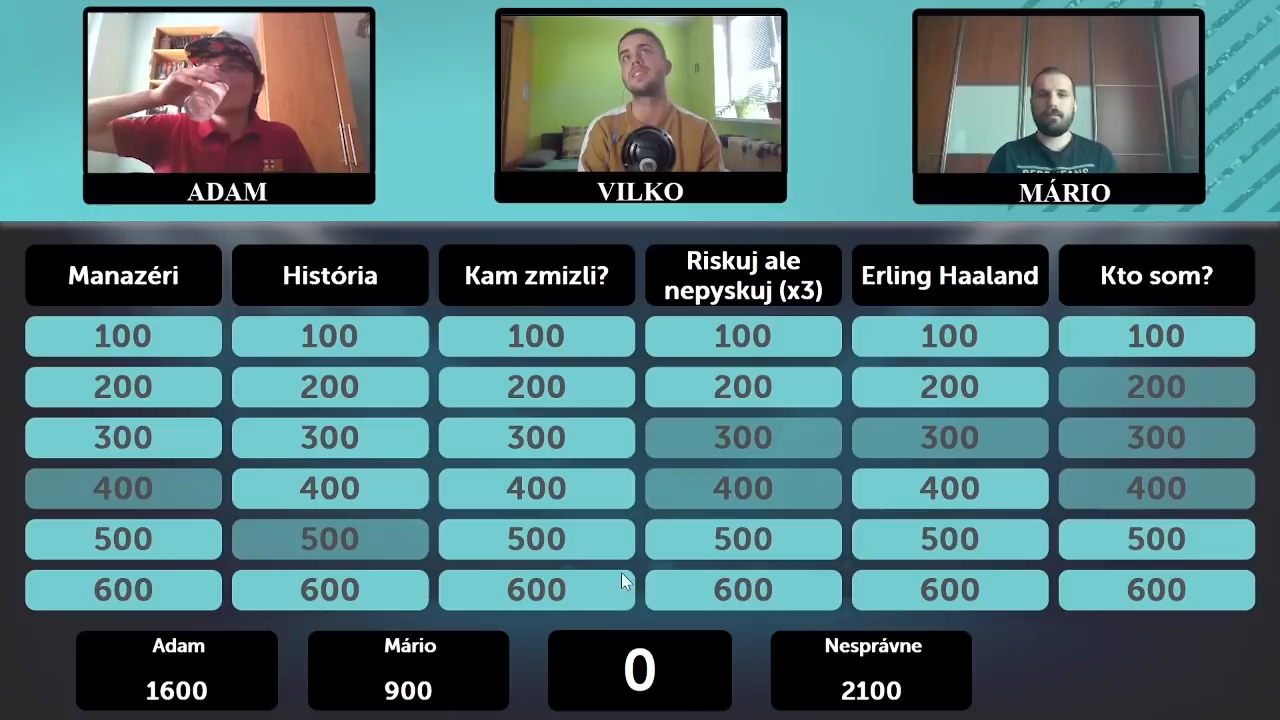 ADAM
VILKO
MÁRIO
Manazéri
História
Kam zmizli?
Riskuj ale
nepyskuj (x3)
Erling Haaland
Kto som?
100 100 100 100 100 100
200 200 200 200 200 200
300 300 300 300 300 300
400 400 400 400 400 400
500 500 500 500 500 500
600 600 600 600 600 600
Adam
1600
Mário
900
0
Nesprávne
2100